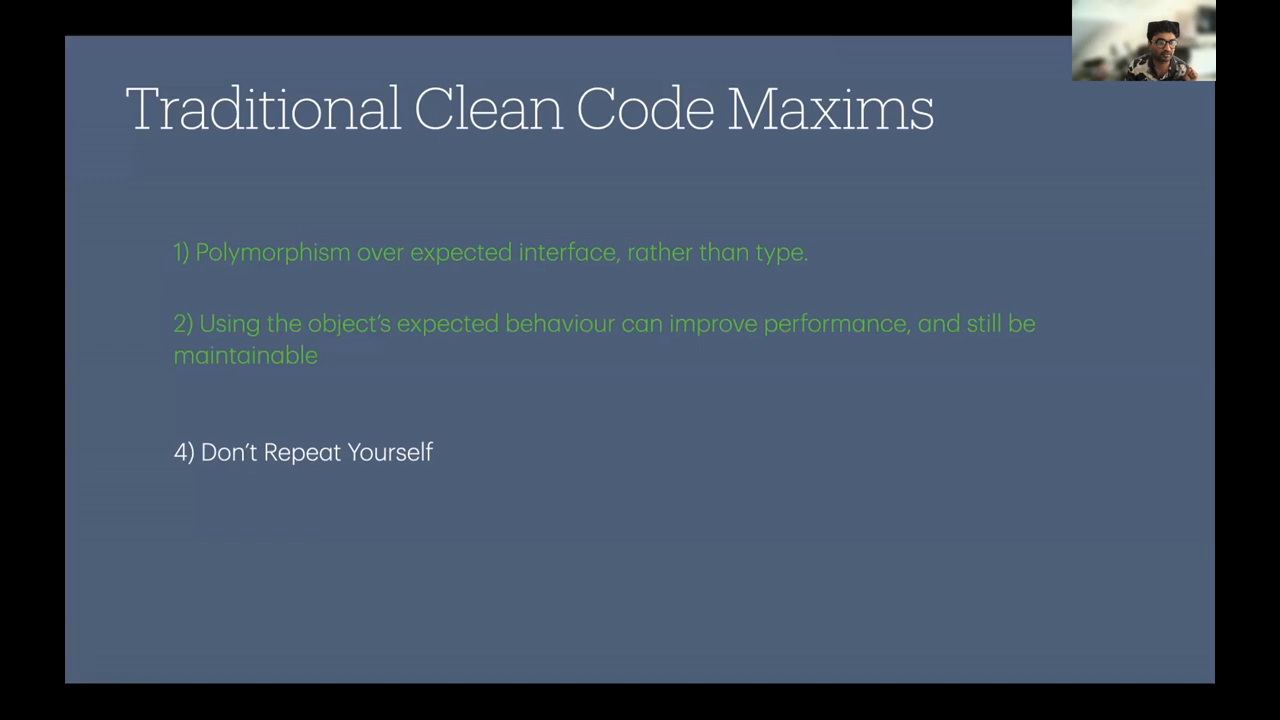 Traditional Clean Code Maxims
1) Polymorphism over expected interface, rather than type.
2) Using the object’s expected behaviour can improve performance, and still be
maintainable
4) Don’t Repeat Yourself